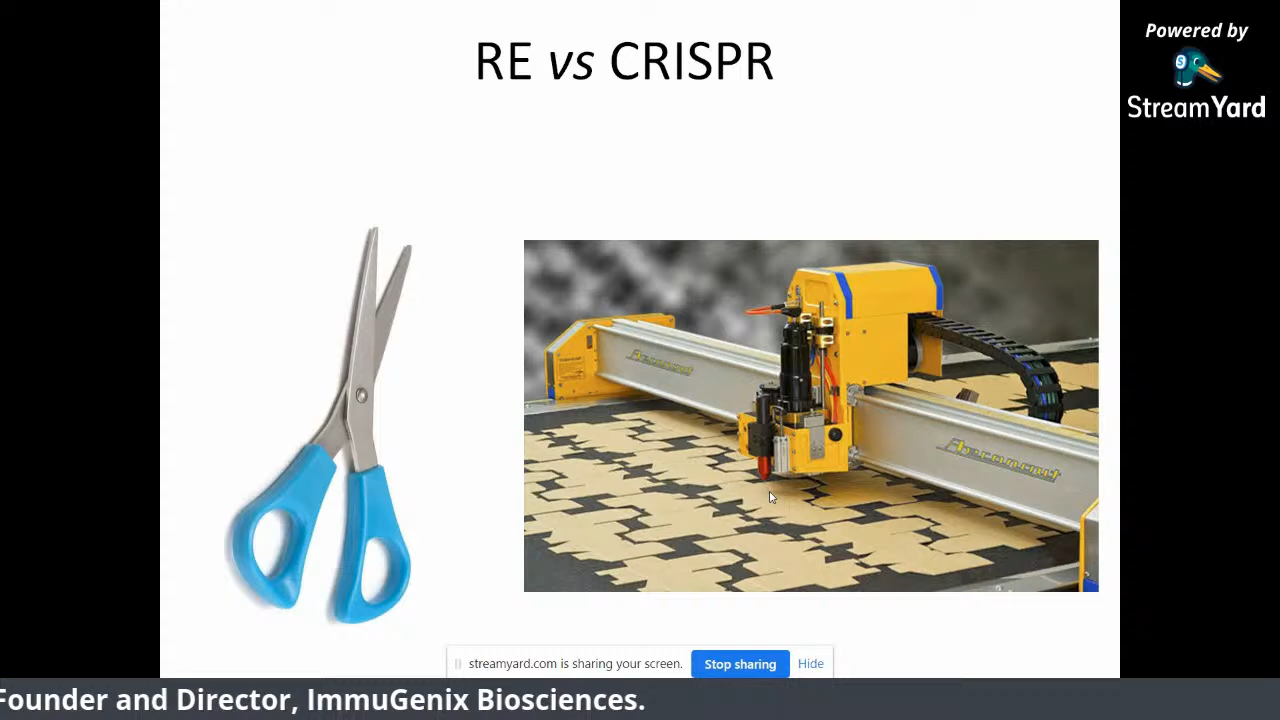 RE vs CRISPR
Powered by
StreamYard
streamyard.com is sharing your screen.
Stop sharing
Hide
Founder and Director, ImmuGenix Biosciences.